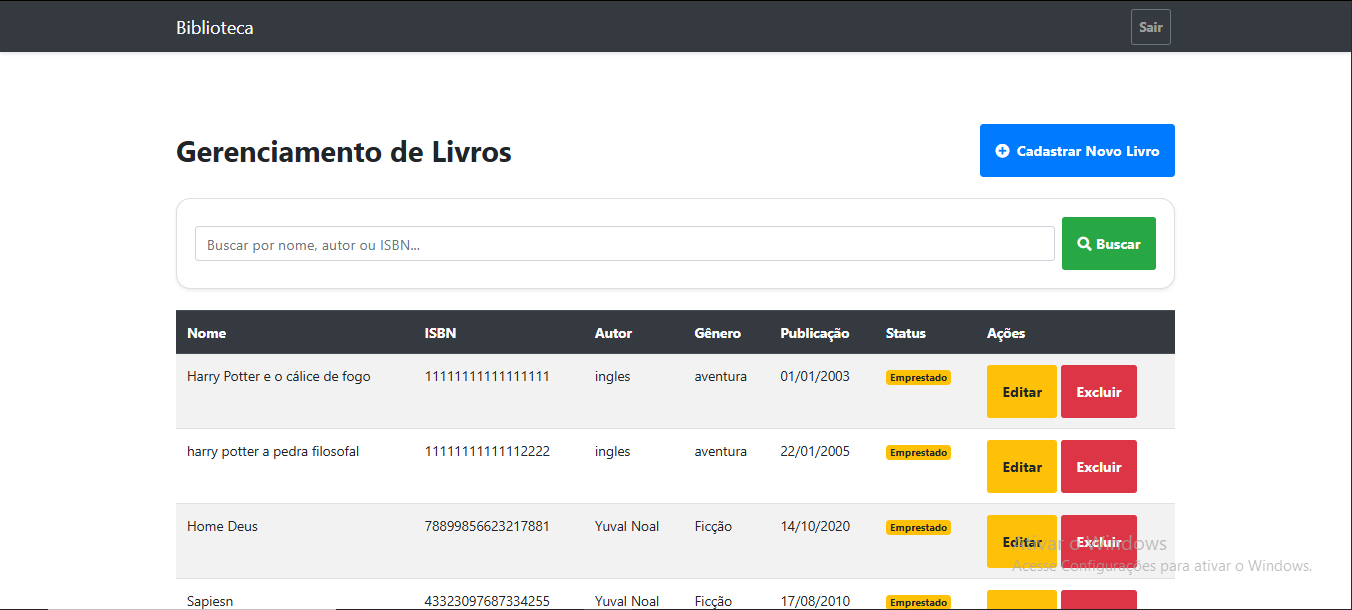 Biblioteca Sair
Gerenciamento de Livros Cadastrar Novo Livro
Buscar por nome, autor ou ISBN... Buscar
Nome ISBN Autor Gênero Publicação Status Ações
Harry Potter e o cálice de fogo 11111111111111111 ingles aventura 01/01/2003 Emprestado Editar Excluir
harry potter a pedra filosofal 11111111111112222 ingles aventura 22/01/2005 Emprestado Editar Excluir
Home Deus 78899856623217881 Yuval Noal Ficção 14/10/2020 Emprestado Editar Excluir
Ativar o Windows
Acesse Configurações para ativar o Windows.
Sapiesn 43323097687334255 Yuval Noal Ficção 17/08/2010 Emprestado